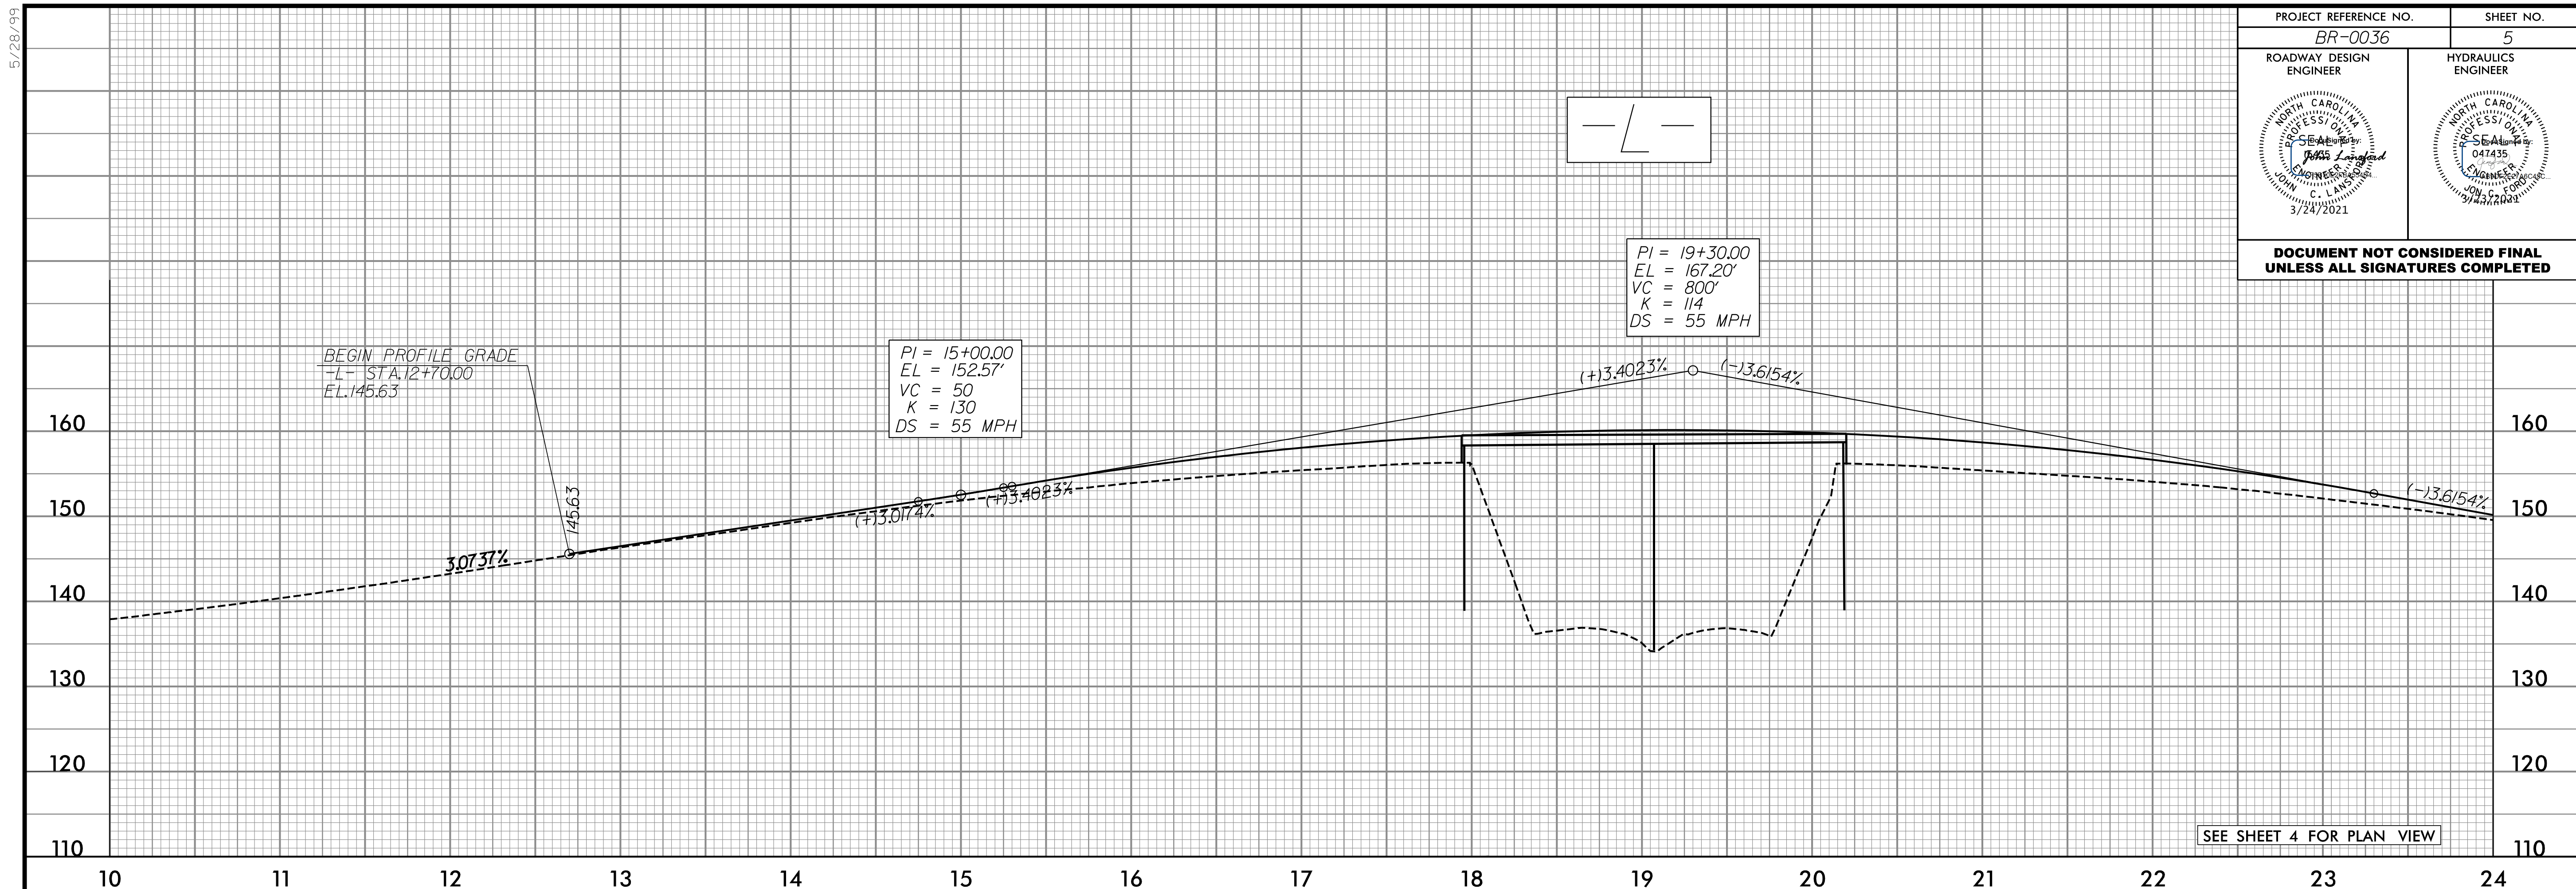 5/28/99
PROJECT REFERENCE NO.
SHEET NO.
BR-0036
5
ROADWAY DESIGN
ENGINEER
HYDRAULICS
ENGINEER
NORTH CAROLINA
PROFESSIONAL
SEAL
John Langford
ENGINEER
JOHN C. LANSFORD
3/24/2021
NORTH CAROLINA
PROFESSIONAL
SEAL
047435
ENGINEER
JON C. FORD
3/23/2021
DOCUMENT NOT CONSIDERED FINAL
UNLESS ALL SIGNATURES COMPLETED
-L-
PI = 19+30.00
EL = 167.20'
VC = 800'
K = 114
DS = 55 MPH
PI = 15+00.00
EL = 152.57'
VC = 50
K = 130
DS = 55 MPH
BEGIN PROFILE GRADE
-L- STA.12+70.00
EL.145.63
(+)3.4023%
(-)3.6154%
145.63
3.0737%
(+)3.0174%
(+)3.4023%
(-)3.6154%
160
160
150
150
140
140
130
130
120
120
110
110
SEE SHEET 4 FOR PLAN VIEW
10 11 12 13 14 15 16 17 18 19 20 21 22 23 24